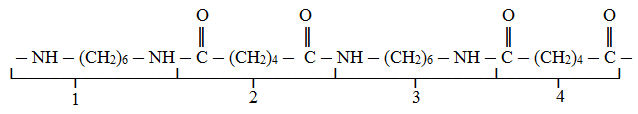 O O O O
– NH – (CH₂)₆ – NH – C – (CH₂)₄ – C – NH – (CH₂)₆ – NH – C – (CH₂)₄ – C –
1 2 3 4